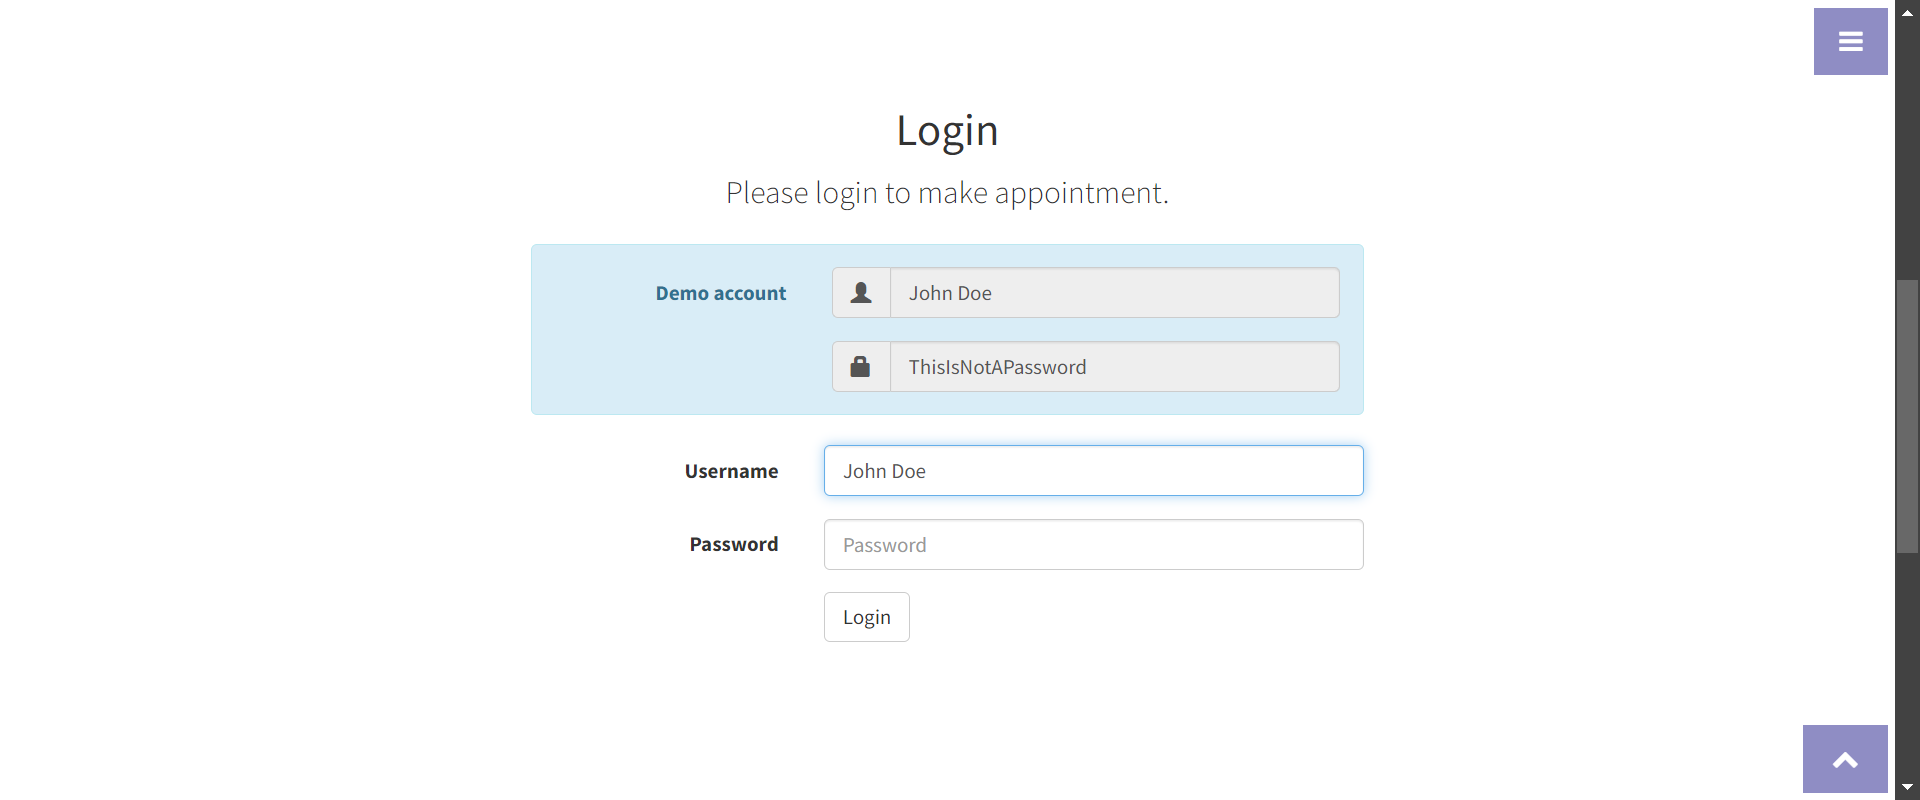 Login
Please login to make appointment.
Demo account
John Doe
ThisIsNotAPassword
Username
John Doe
Password
Password
Login